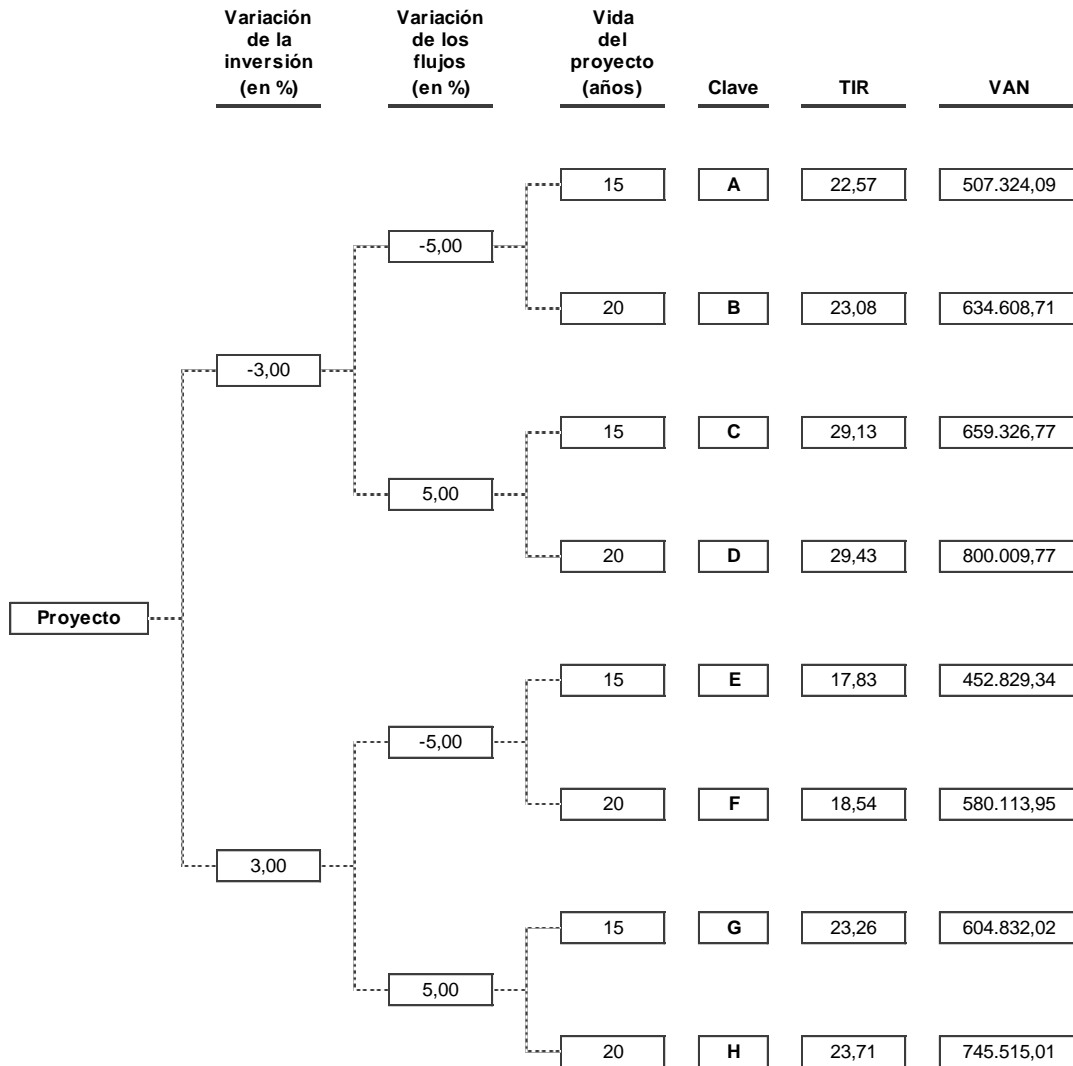 Variación de la inversión (en %)
Variación de los flujos (en %)
Vida del proyecto (años)
Clave
TIR
VAN
15 A 22,57 507.324,09
-5,00
20 B 23,08 634.608,71
-3,00
15 C 29,13 659.326,77
5,00
20 D 29,43 800.009,77
Proyecto
15 E 17,83 452.829,34
-5,00
20 F 18,54 580.113,95
3,00
15 G 23,26 604.832,02
5,00
20 H 23,71 745.515,01